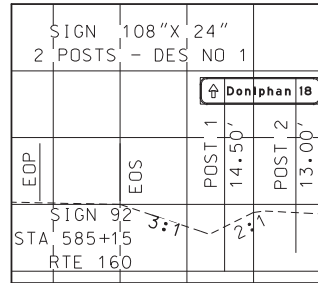 SIGN 108"X 24"
2 POSTS - DES NO 1
⇧ Doniphan 18
EOP
EOS
POST 1
14.50'
POST 2
13.00'
3:1
2:1
SIGN 92
STA 585+15
RTE 160